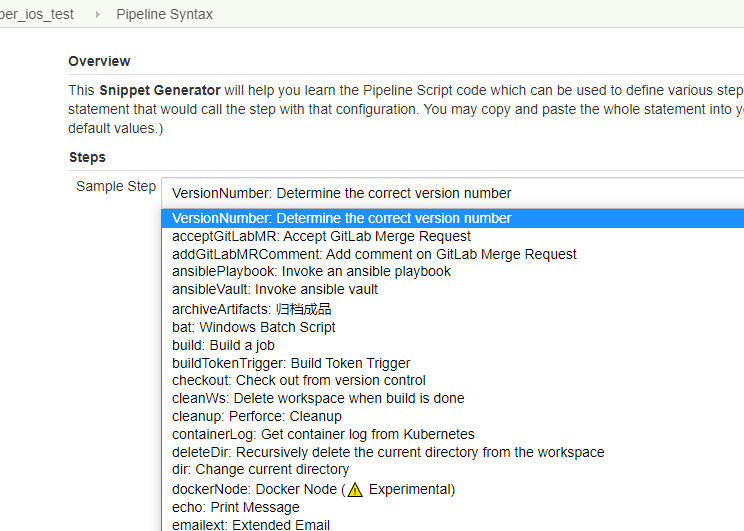 per_ios_test Pipeline Syntax
Overview
This Snippet Generator will help you learn the Pipeline Script code which can be used to define various step
statement that would call the step with that configuration. You may copy and paste the whole statement into y
default values.)
Steps
Sample Step VersionNumber: Determine the correct version number
VersionNumber: Determine the correct version number
acceptGitLabMR: Accept GitLab Merge Request
addGitLabMRComment: Add comment on GitLab Merge Request
ansiblePlaybook: Invoke an ansible playbook
ansibleVault: Invoke ansible vault
archiveArtifacts: 归档成品
bat: Windows Batch Script
build: Build a job
buildTokenTrigger: Build Token Trigger
checkout: Check out from version control
cleanWs: Delete workspace when build is done
cleanup: Perforce: Cleanup
containerLog: Get container log from Kubernetes
deleteDir: Recursively delete the current directory from the workspace
dir: Change current directory
dockerNode: Docker Node (⚠ Experimental)
echo: Print Message
emailext: Extended Email